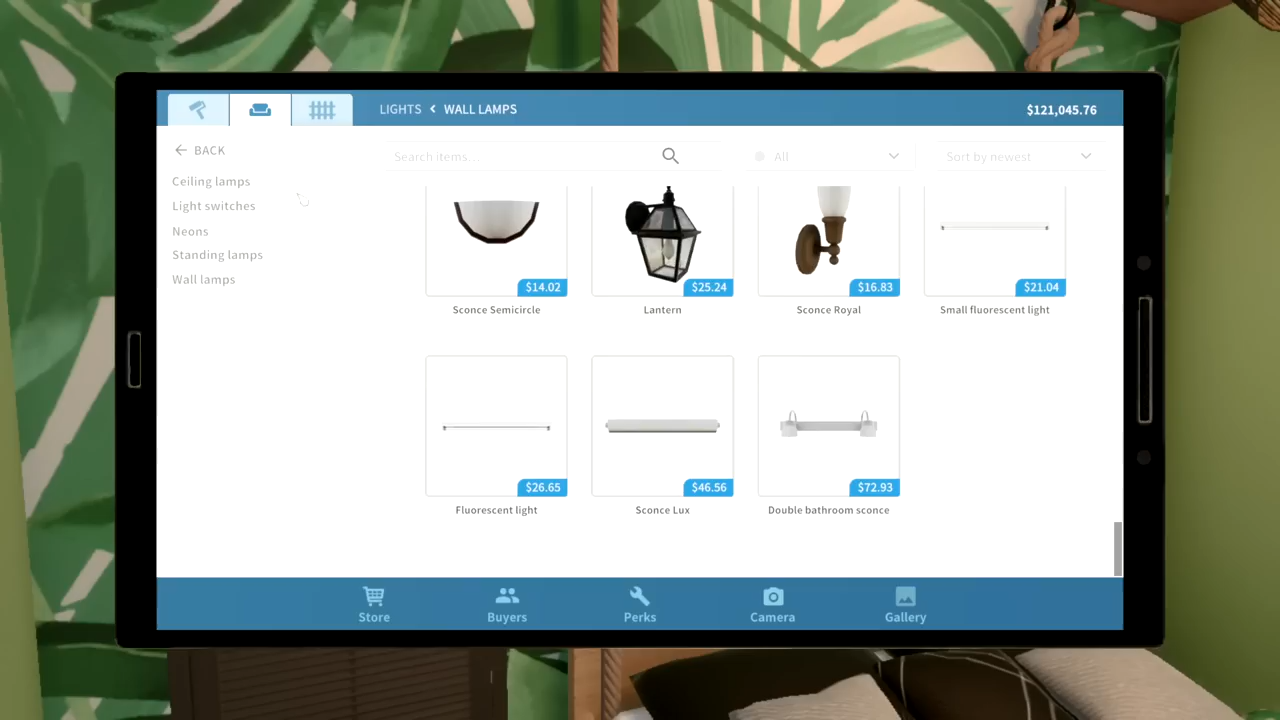 LIGHTS < WALL LAMPS
$121,045.76
BACK
Search items...
All
Sort by newest
Ceiling lamps
Light switches
Neons
Standing lamps
Wall lamps
$14.02
$25.24
$16.83
$21.04
Sconce Semicircle
Lantern
Sconce Royal
Small fluorescent light
$26.65
$46.56
$72.93
Fluorescent light
Sconce Lux
Double bathroom sconce
Store
Buyers
Perks
Camera
Gallery